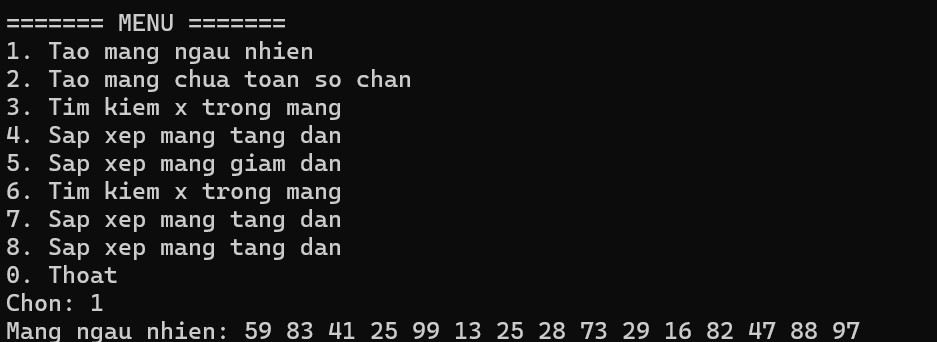 ======= MENU =======
1. Tao mang ngau nhien
2. Tao mang chua toan so chan
3. Tim kiem x trong mang
4. Sap xep mang tang dan
5. Sap xep mang giam dan
6. Tim kiem x trong mang
7. Sap xep mang tang dan
8. Sap xep mang tang dan
0. Thoat
Chon: 1
Mang ngau nhien: 59 83 41 25 99 13 25 28 73 29 16 82 47 88 97